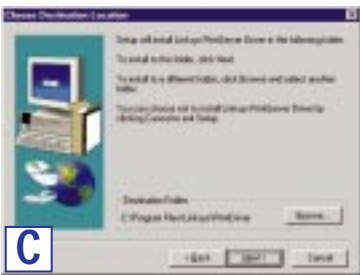 Choose Destination Location
Setup will install Linksys PrintServer Driver in the following folder.
To install to this folder, click Next.
To install to a different folder, click Browse and select another
folder.
You can choose not to install Linksys PrintServer Driver by
clicking Cancel to exit Setup.
Destination Folder
C:\Program Files\Linksys\PrintDriver
Browse...
< Back
Next >
Cancel
C